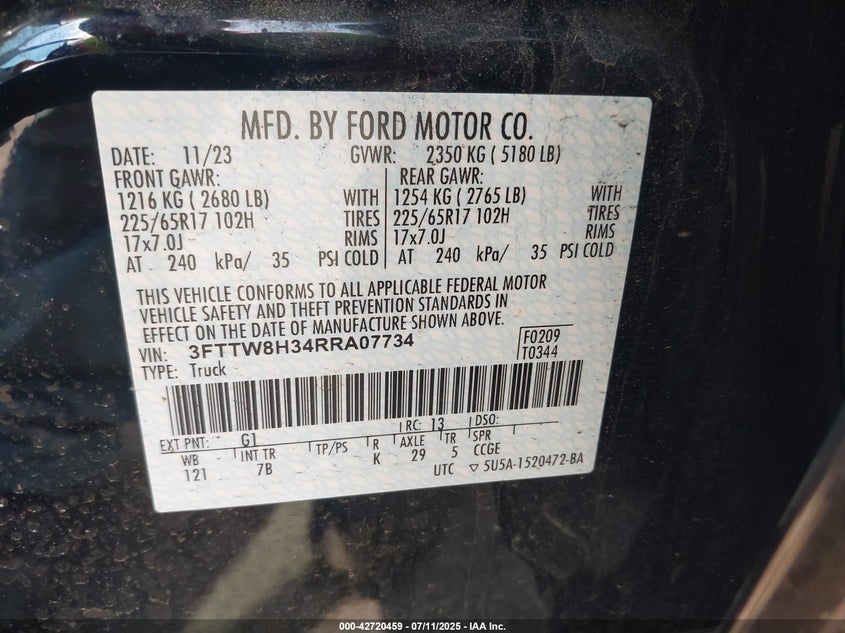 MFD. BY FORD MOTOR CO.
DATE: 11/23 GVWR: 2350 KG ( 5180 LB)
FRONT GAWR: REAR GAWR:
1216 KG ( 2680 LB) WITH 1254 KG ( 2765 LB) WITH
225/65R17 102H TIRES 225/65R17 102H TIRES
17x7.0J RIMS 17x7.0J RIMS
AT 240 kPa/ 35 PSI COLD AT 240 kPa/ 35 PSI COLD
THIS VEHICLE CONFORMS TO ALL APPLICABLE FEDERAL MOTOR
VEHICLE SAFETY AND THEFT PREVENTION STANDARDS IN
EFFECT ON THE DATE OF MANUFACTURE SHOWN ABOVE.
VIN: 3FTTW8H34RRA07734 F0209
TYPE: Truck T0344
EXT PNT: G1 RC: 13 DSO:
WB INT TR TP/PS R AXLE TR SPR
121 7B K 29 5 CCGE
UTC 5U5A-1520472-BA
000-42720459 - 07/11/2025 - IAA Inc.